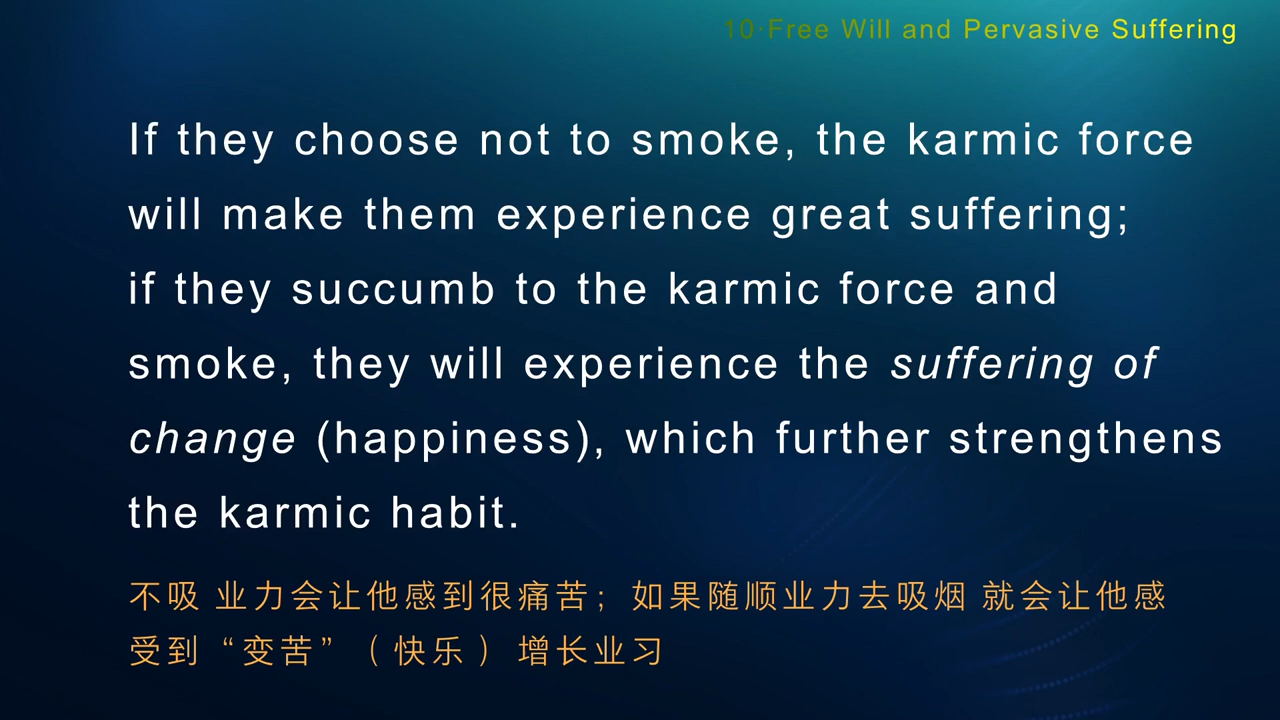 10·Free Will and Pervasive Suffering
If they choose not to smoke, the karmic force
will make them experience great suffering;
if they succumb to the karmic force and
smoke, they will experience the suffering of
change (happiness), which further strengthens
the karmic habit.
不吸 业力会让他感到很痛苦；如果随顺业力去吸烟 就会让他感
受到“变苦”（快乐）增长业习